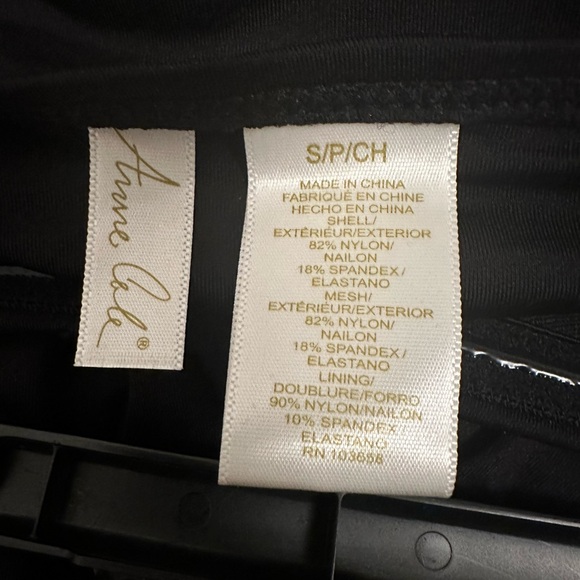 Anne Cole®
S/P/CH
MADE IN CHINA
FABRIQUÉ EN CHINE
HECHO EN CHINA
SHELL/
EXTÉRIEUR/EXTERIOR
82% NYLON/
NAILON
18% SPANDEX/
ELASTANO
MESH/
EXTÉRIEUR/EXTERIOR
82% NYLON/
NAILON
18% SPANDEX/
ELASTANO
LINING/
DOUBLURE/FORRO
90% NYLON/NAILON
10% SPANDEX/
ELASTANO
RN 103658